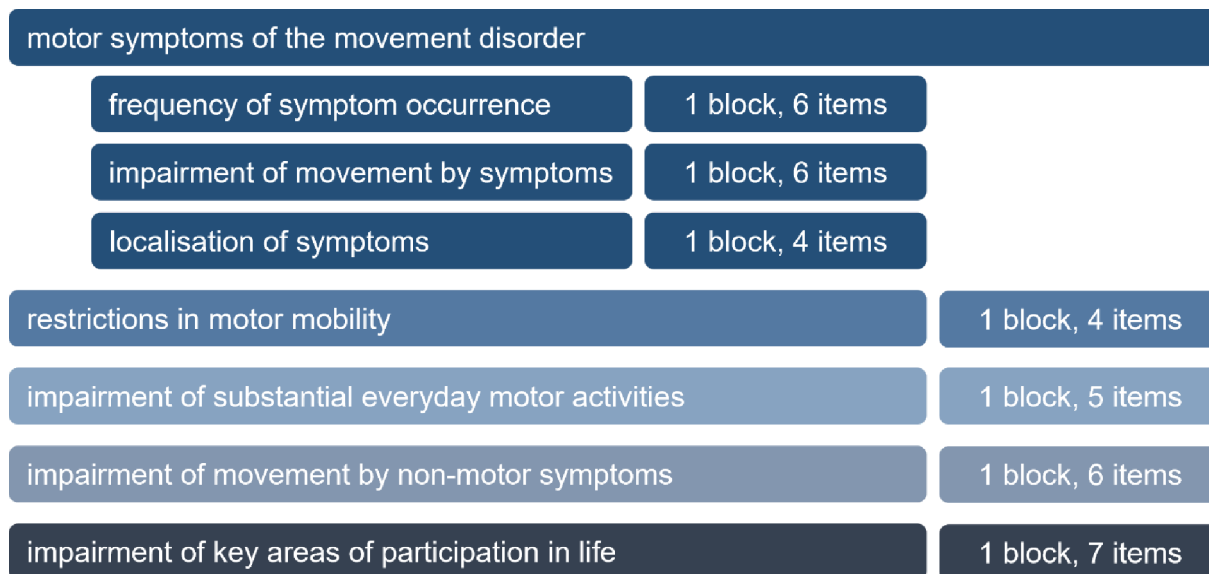 motor symptoms of the movement disorder
frequency of symptom occurrence 1 block, 6 items
impairment of movement by symptoms 1 block, 6 items
localisation of symptoms 1 block, 4 items
restrictions in motor mobility 1 block, 4 items
impairment of substantial everyday motor activities 1 block, 5 items
impairment of movement by non-motor symptoms 1 block, 6 items
impairment of key areas of participation in life 1 block, 7 items